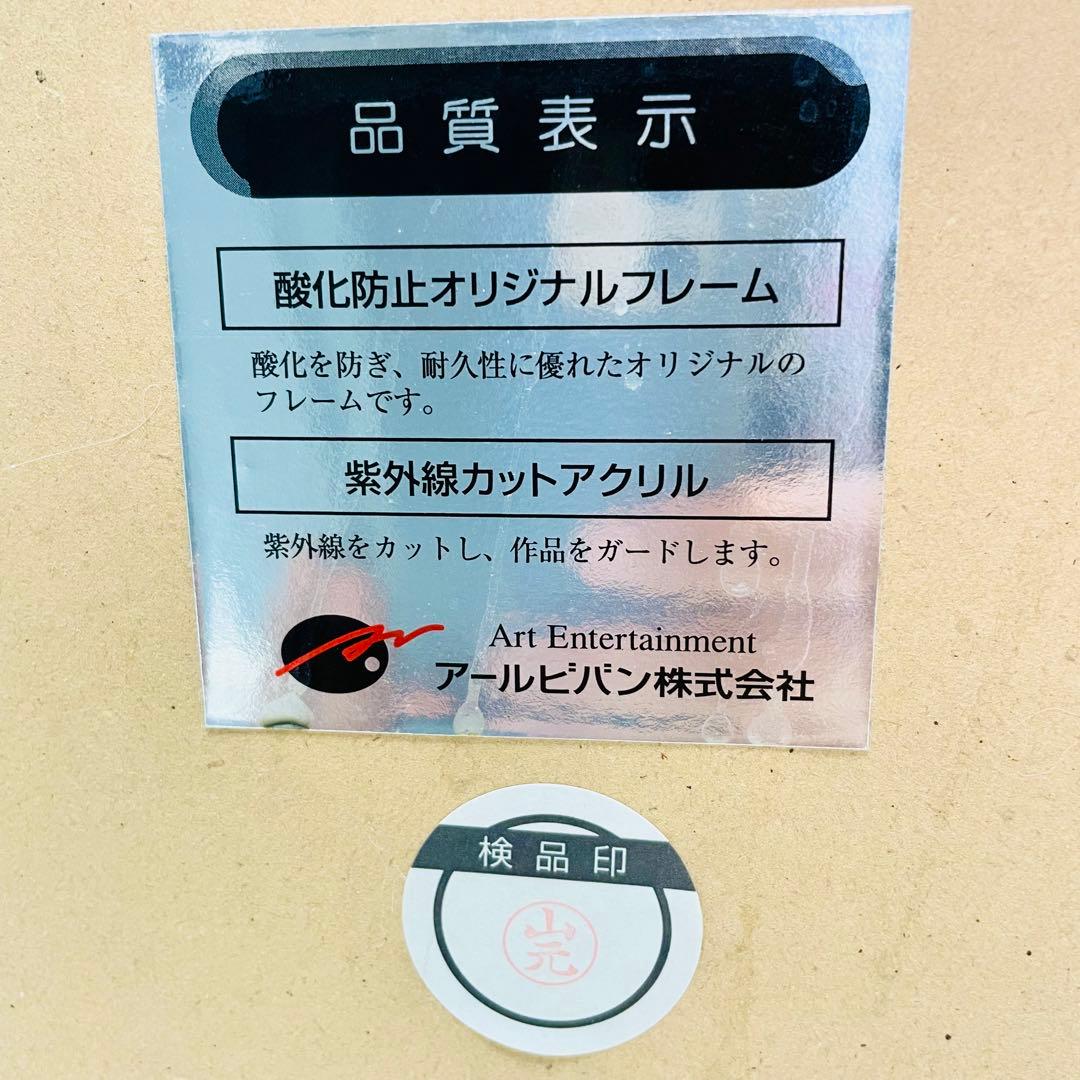 品質表示
酸化防止オリジナルフレーム
酸化を防ぎ、耐久性に優れたオリジナルの
フレームです。
紫外線カットアクリル
紫外線をカットし、作品をガードします。
Art Entertainment
アールビバン株式会社
検品印
山元